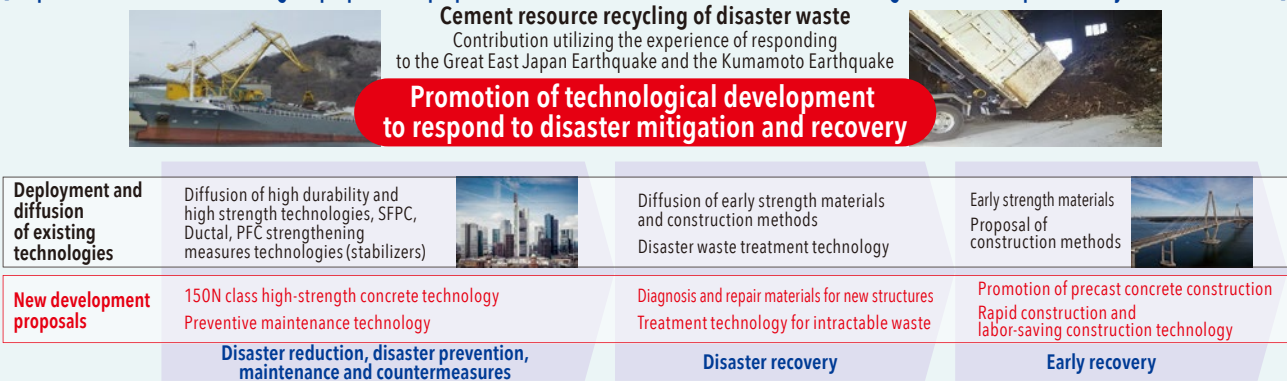 Cement resource recycling of disaster waste
Contribution utilizing the experience of responding
to the Great East Japan Earthquake and the Kumamoto Earthquake
Promotion of technological development
to respond to disaster mitigation and recovery
Deployment and
diffusion
of existing
technologies
Diffusion of high durability and
high strength technologies, SFPC,
Ductal, PFC strengthening
measures technologies (stabilizers)
Diffusion of early strength materials
and construction methods
Disaster waste treatment technology
Early strength materials
Proposal of
construction methods
New development
proposals
150N class high-strength concrete technology
Preventive maintenance technology
Diagnosis and repair materials for new structures
Treatment technology for intractable waste
Promotion of precast concrete construction
Rapid construction and
labor-saving construction technology
Disaster reduction, disaster prevention,
maintenance and countermeasures
Disaster recovery
Early recovery